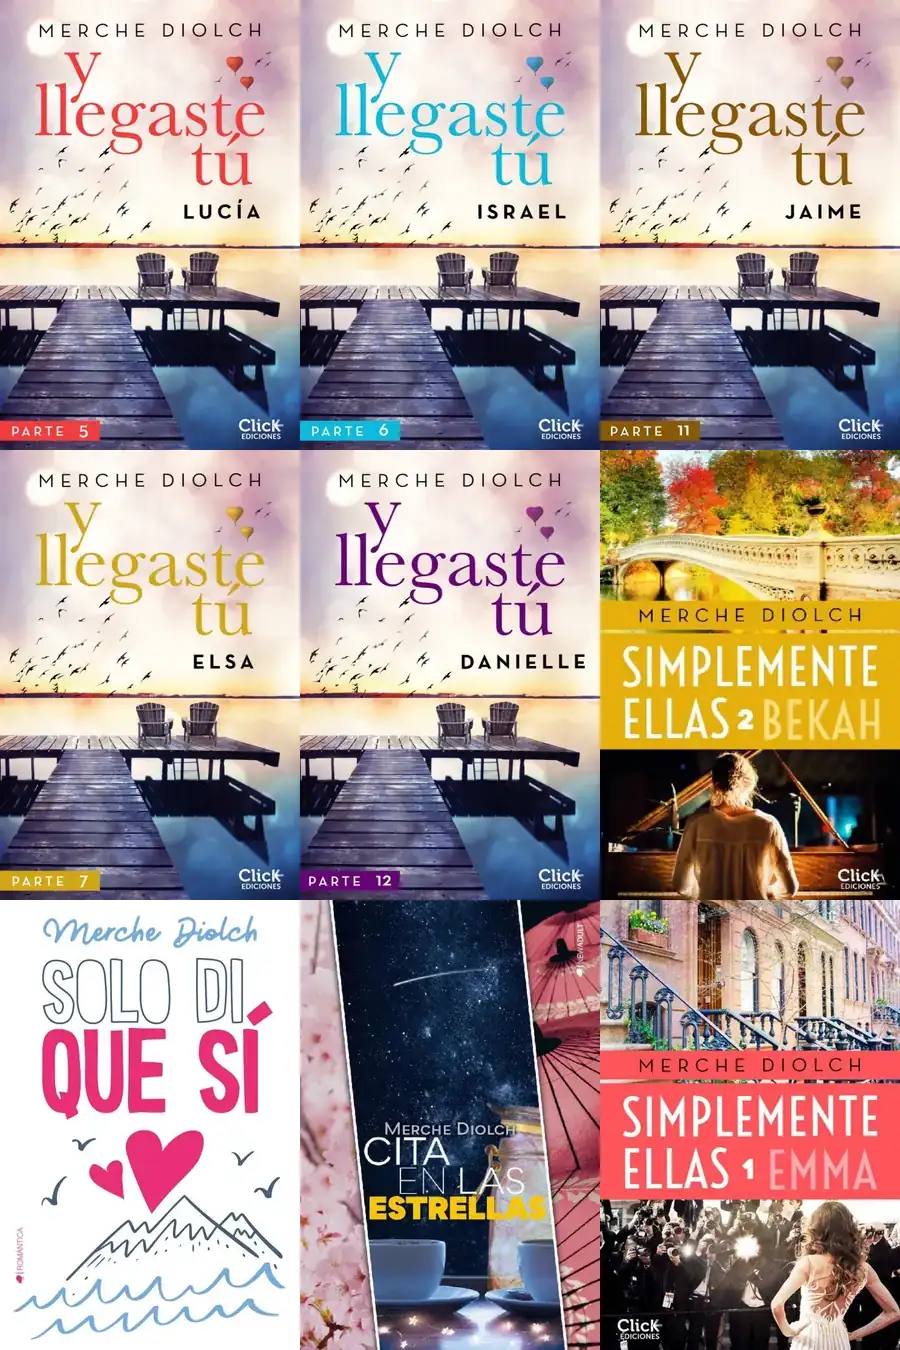 MERCHE DIOLCH
y
llegaste
tú
LUCÍA
PARTE 5
Click
EDICIONES
MERCHE DIOLCH
y
llegaste
tú
ISRAEL
PARTE 6
Click
EDICIONES
MERCHE DIOLCH
y
llegaste
tú
JAIME
PARTE 11
Click
EDICIONES
MERCHE DIOLCH
y
llegaste
tú
ELSA
PARTE 7
Click
EDICIONES
MERCHE DIOLCH
y
llegaste
tú
DANIELLE
PARTE 12
Click
EDICIONES
MERCHE DIOLCH
SIMPLEMENTE
ELLAS 2 BEKAH
Click
EDICIONES
Merche Diolch
SOLO DI
QUE SÍ
ROMÁNTICA
NEWADULT
MERCHE DIOLCH
CITA
EN LAS
ESTRELLAS
MERCHE DIOLCH
SIMPLEMENTE
ELLAS 1 EMMA
Click
EDICIONES